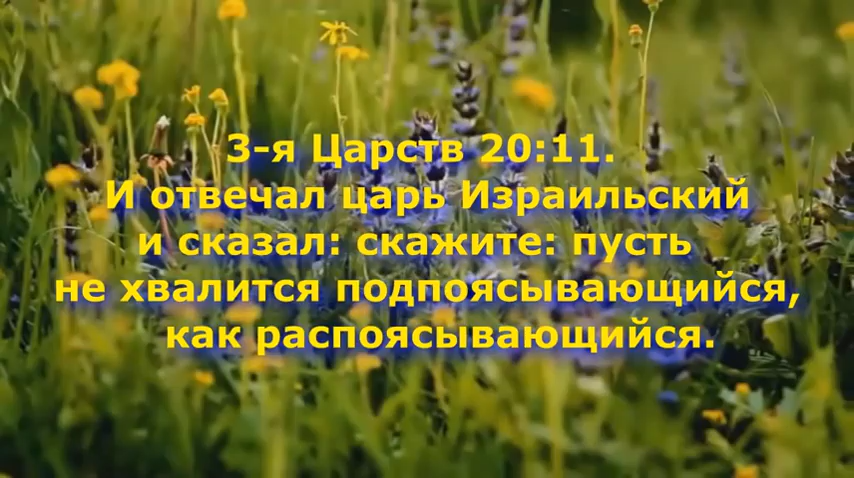 3-я Царств 20:11.
И отвечал царь Израильский
и сказал: скажите: пусть
не хвалится подпоясывающийся,
как распоясывающийся.